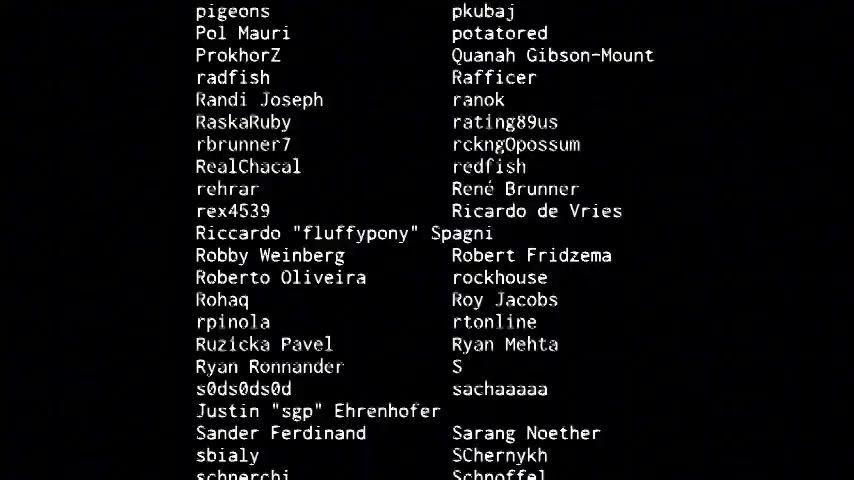 pigeons pkubaj
Pol Mauri potatored
ProkhorZ Quanah Gibson-Mount
radfish Rafficer
Randi Joseph ranok
RaskaRuby rating89us
rbrunner7 rckngOpossum
RealChacal redfish
rehrar René Brunner
rex4539 Ricardo de Vries
Riccardo "fluffypony" Spagni
Robby Weinberg Robert Fridzema
Roberto Oliveira rockhouse
Rohaq Roy Jacobs
rpinola rtonline
Ruzicka Pavel Ryan Mehta
Ryan Ronnander S
s0ds0ds0d sachaaaaa
Justin "sgp" Ehrenhofer
Sander Ferdinand Sarang Noether
sbialy SChernykh
schnerchi Schnoffel